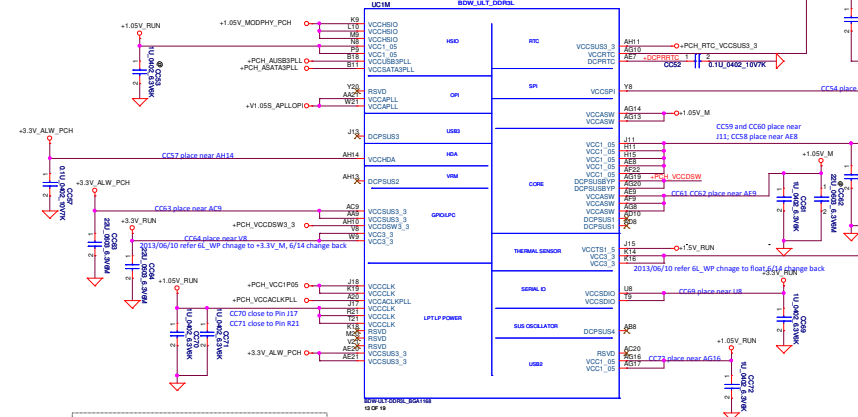 UC1M
BDW_ULT_DDR3L
+1.05V_RUN
+1.05V_MODPHY_PCH
+PCH_AUSB3PLL
+PCH_ASATA3PLL
K9 VCCHSIO
L10 VCCHSIO
M9 VCCHSIO
N8 VCC1_05
P9 VCC1_05
B18 VCCUSB3PLL
B11 VCCSATA3PLL
HSIO
@
CC53
1U_0402_6.3V6K
+V1.05S_APLLOPI
Y20 RSVD
AA21 VCCAPLL
W21 VCCAPLL
OPI
J13 DCPSUS3
USB3
+3.3V_ALW_PCH
CC57 place near AH14
AH14 VCCHDA
HDA
CC57
0.1U_0402_10V7K
AH13 DCPSUS2
VRM
+3.3V_ALW_PCH
CC63 place near AC9
CC63
22U_0603_6.3V6M
+3.3V_RUN
+PCH_VCCDSW3_3
CC64 place near V8
2013/06/10 refer 6L_WP chnage to +3.3V_M, 6/14 change back
CC64
22U_0603_6.3V6M
AC9 VCCSUS3_3
AA9 VCCSUS3_3
AH10 VCCDSW3_3
V8 VCC3_3
W9 VCC3_3
GPIO/LPC
+1.05V_RUN
+PCH_VCC1P05
+PCH_VCCACLKPLL
CC70 close to Pin J17
CC71 close to Pin R21
CC70
1U_0402_6.3V6K
CC71
1U_0402_6.3V6K
+3.3V_ALW_PCH
J18 VCCCLK
K19 VCCCLK
A20 VCCACLKPLL
J17 VCCCLK
R21 VCCCLK
T21 VCCCLK
K18 RSVD
RSVD
RSVD
AE20 VCCSUS3_3
AE21 VCCSUS3_3
LPT LP POWER
BDW-ULT-DDR3L_BGA1168
13 OF 19
RTC
VCCSUS3_3 AH11
VCCRTC AG10
DCPRTC AE7
+PCH_RTC_VCCSUS3_3
+DCPRRTC
CC52 0.1U_0402_10V7K
SPI
VCCSPI Y8
CC54 place
VCCASW AG14
VCCASW AG13
+1.05V_M
CC59 and CC60 place near
J11; CC58 place near AE8
CORE
VCC1_05 J11
VCC1_05 H11
VCC1_05 H15
VCC1_05 AE8
VCC1_05 AF22
DCPSUSBYP AG19
DCPSUSBYP AG20
VCCASW AE9
VCCASW AF9
VCCASW AG8
DCPSUS1 AD10
DCPSUS1 AD8
+PCH_VCCDSW
CC61 CC62 place near AE9
+1.05V_M
CC61
1U_0402_6.3V6K
@
CC62
22U_0603_6.3V6M
THERMAL SENSOR
VCCTS1_5 J15
VCC3_3 K14
VCC3_3 K16
+1.5V_RUN
2013/06/10 refer 6L_WP chnage to float,6/14 change back
+3.3V_RUN
SERIAL IO
VCCSDIO U8
VCCSDIO T9
CC69 place near U8
CC69
1U_0402_6.3V6K
SUS OSCILLATOR
DCPSUS4 AB8
USB2
RSVD AC20
VCC1_05 AG16
VCC1_05 AG17
+1.05V_RUN
CC72 place near AG16
CC72
1U_0402_6.3V6K